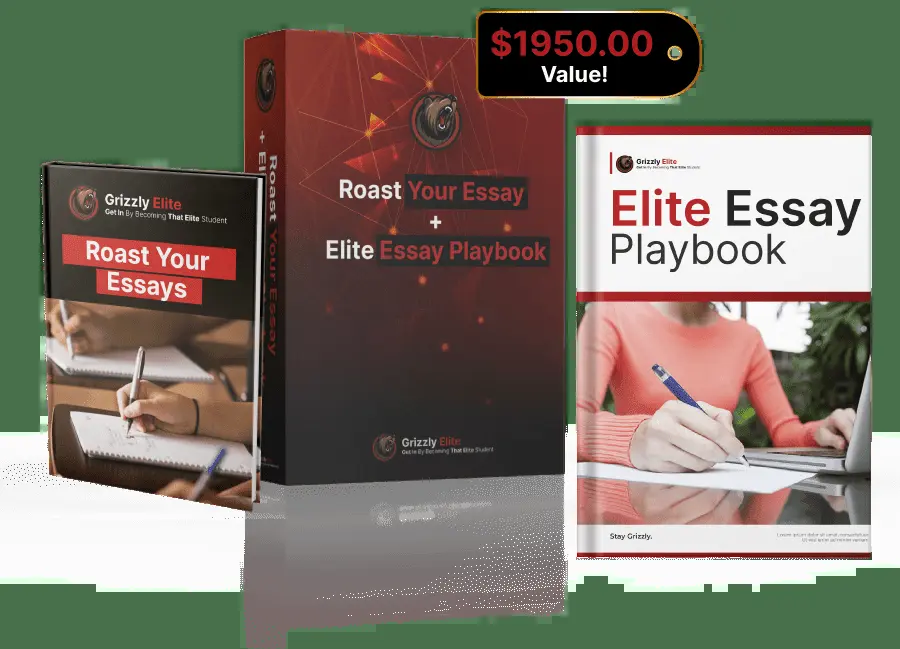 $1950.00
Value!
Grizzly Elite
Get In By Becoming That Elite Student
Roast Your
Essays
Roast Your Essay
+
Roast Your Essay
+
Elite Essay Playbook
Grizzly Elite
Get In By Becoming That Elite Student
Grizzly Elite
Get In By Becoming That Elite Student
Elite Essay
Playbook
Stay Grizzly.